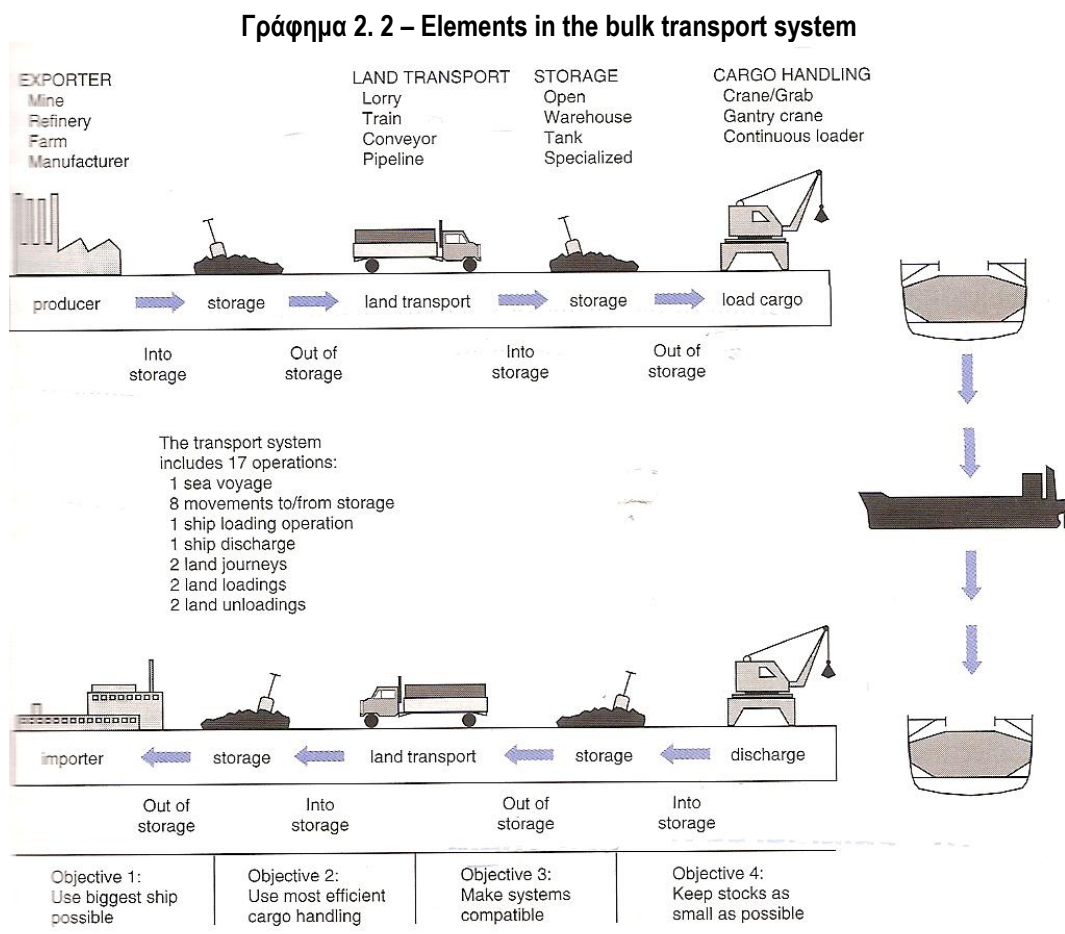 Γράφημα 2. 2 – Elements in the bulk transport system
EXPORTER
Mine
Refinery
Farm
Manufacturer
LAND TRANSPORT
Lorry
Train
Conveyor
Pipeline
STORAGE
Open
Warehouse
Tank
Specialized
CARGO HANDLING
Crane/Grab
Gantry crane
Continuous loader
producer
storage
land transport
storage
load cargo
Into
storage
Out of
storage
Into
storage
Out of
storage
The transport system
includes 17 operations:
1 sea voyage
8 movements to/from storage
1 ship loading operation
1 ship discharge
2 land journeys
2 land loadings
2 land unloadings
importer
storage
land transport
storage
discharge
Out of
storage
Into
storage
Out of
storage
Into
storage
Objective 1:
Use biggest ship
possible
Objective 2:
Use most efficient
cargo handling
Objective 3:
Make systems
compatible
Objective 4:
Keep stocks as
small as possible